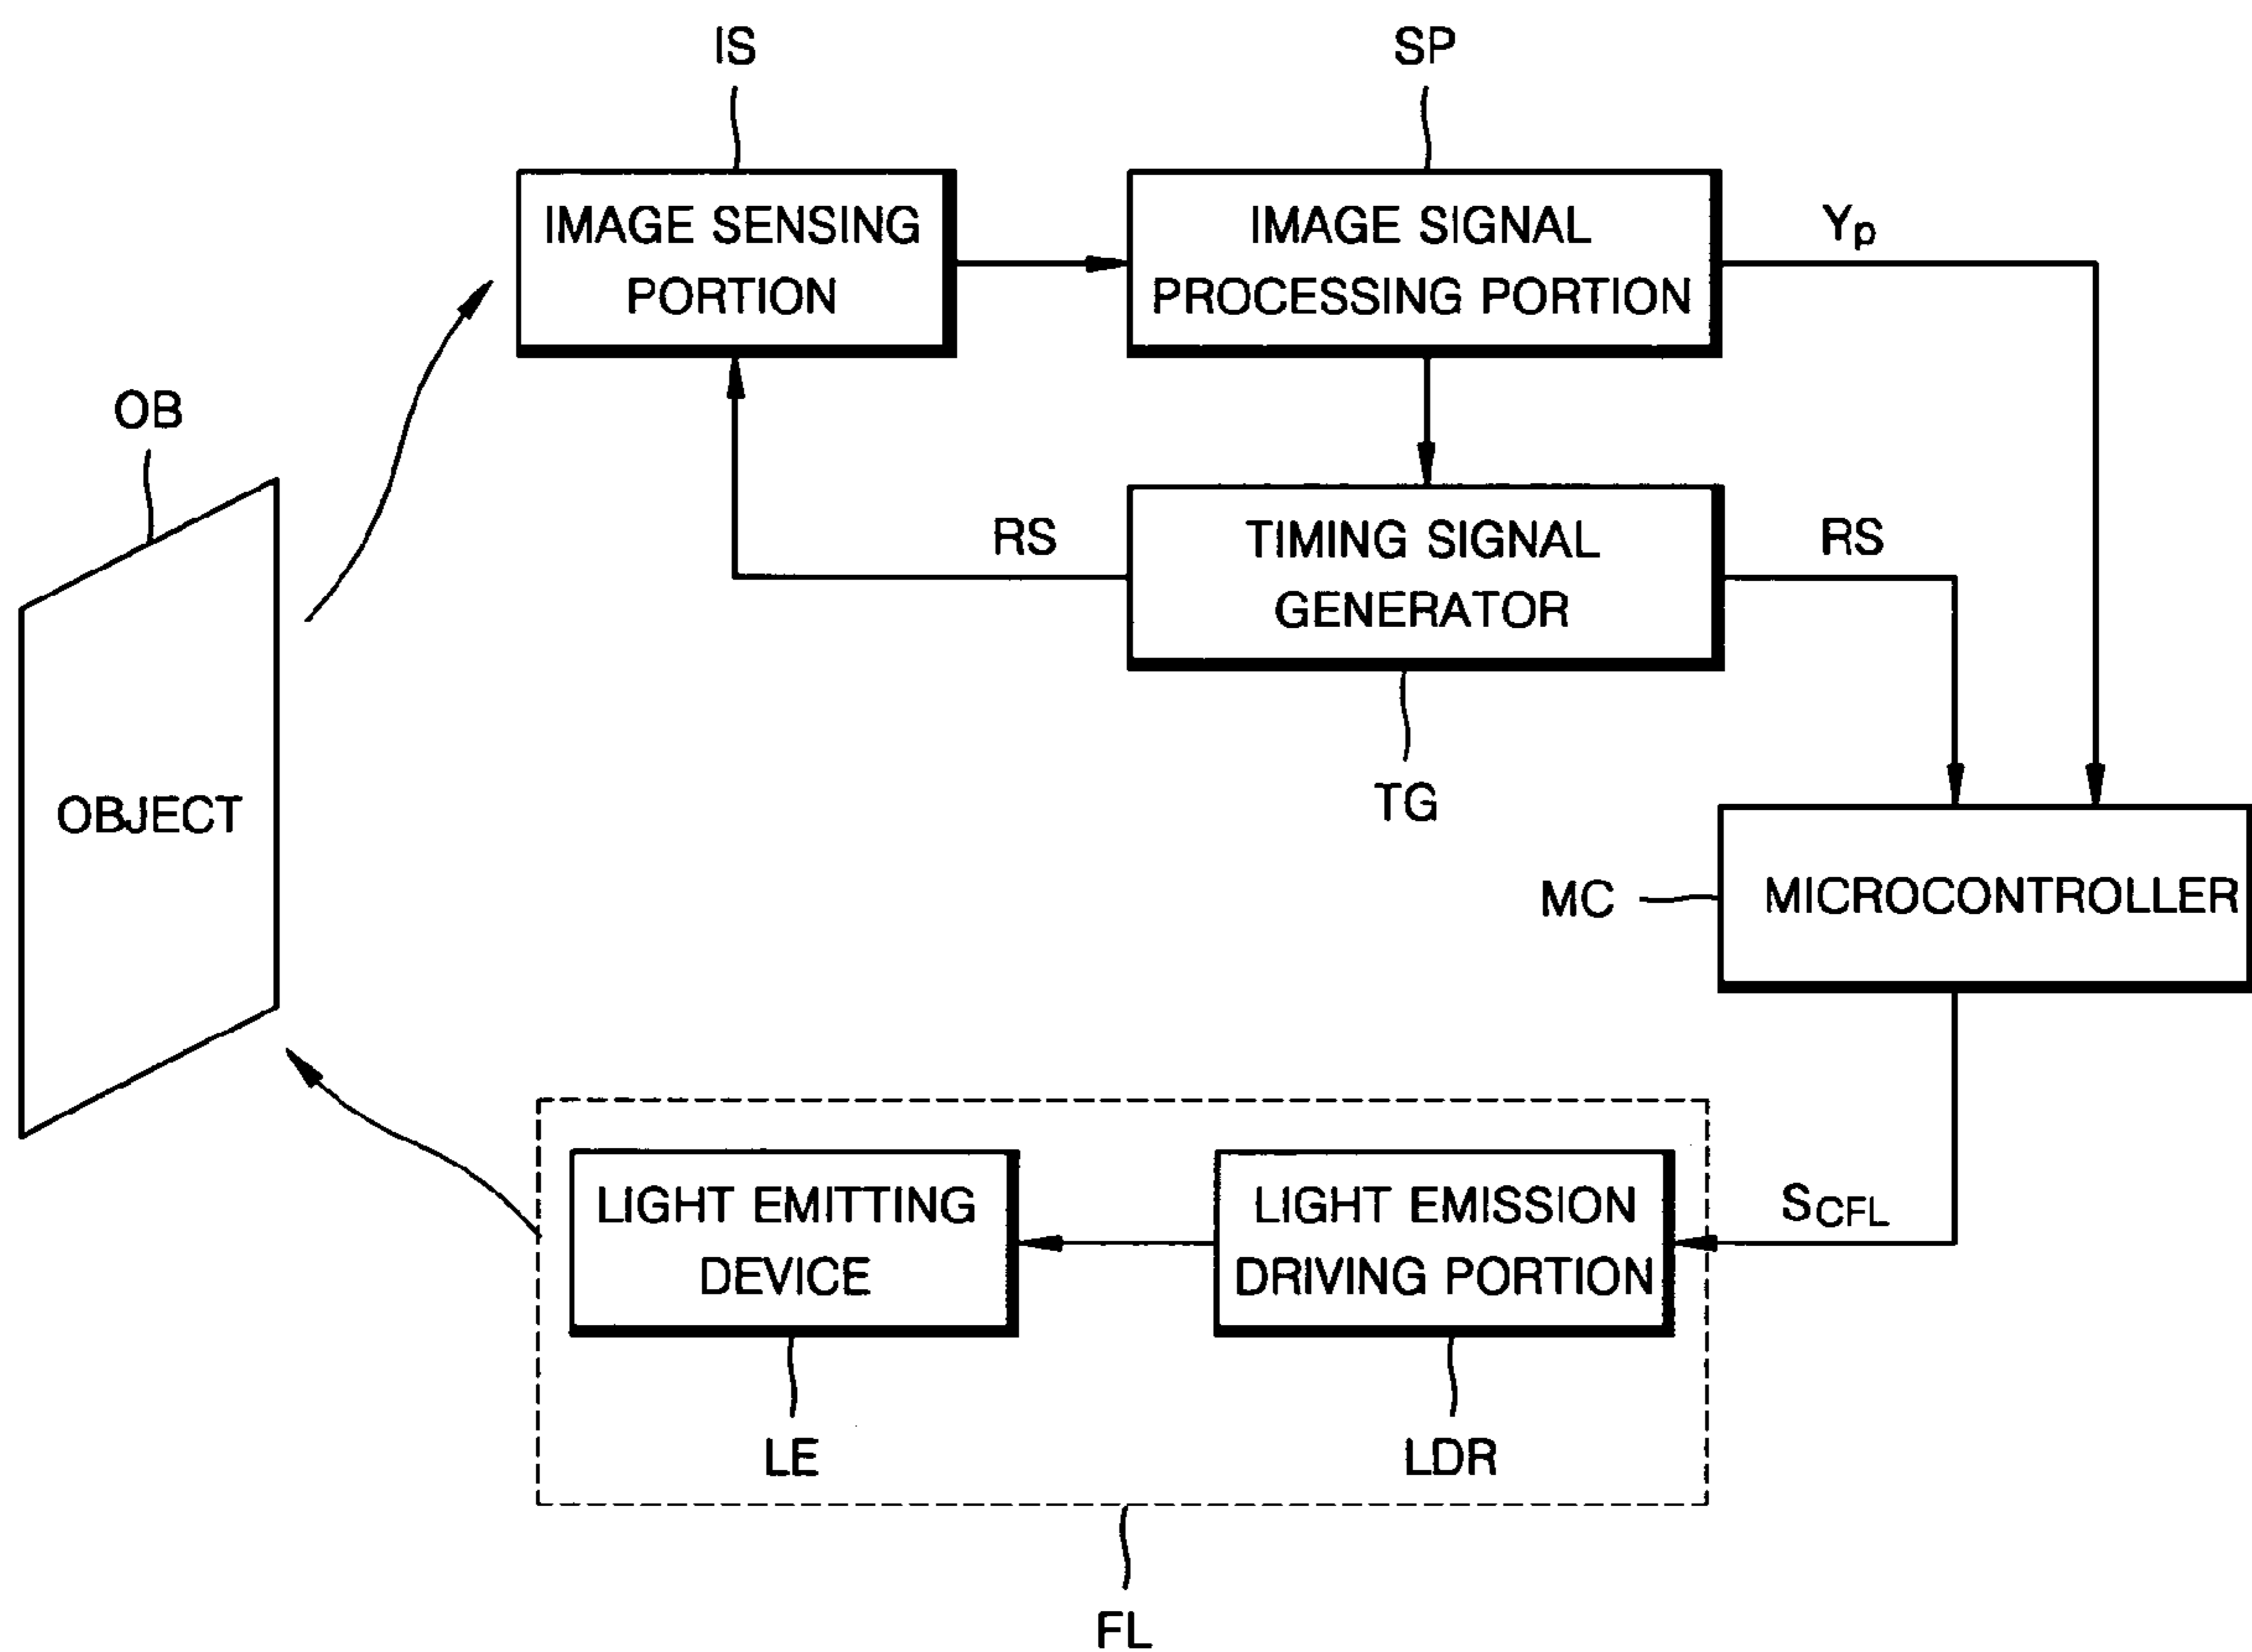 IS
SP
IMAGE SENSING
PORTION
IMAGE SIGNAL
PROCESSING PORTION
Yp
OB
RS
TIMING SIGNAL
GENERATOR
RS
TG
OBJECT
MC
MICROCONTROLLER
LIGHT EMITTING
DEVICE
LIGHT EMISSION
DRIVING PORTION
SCFL
LE
LDR
FL